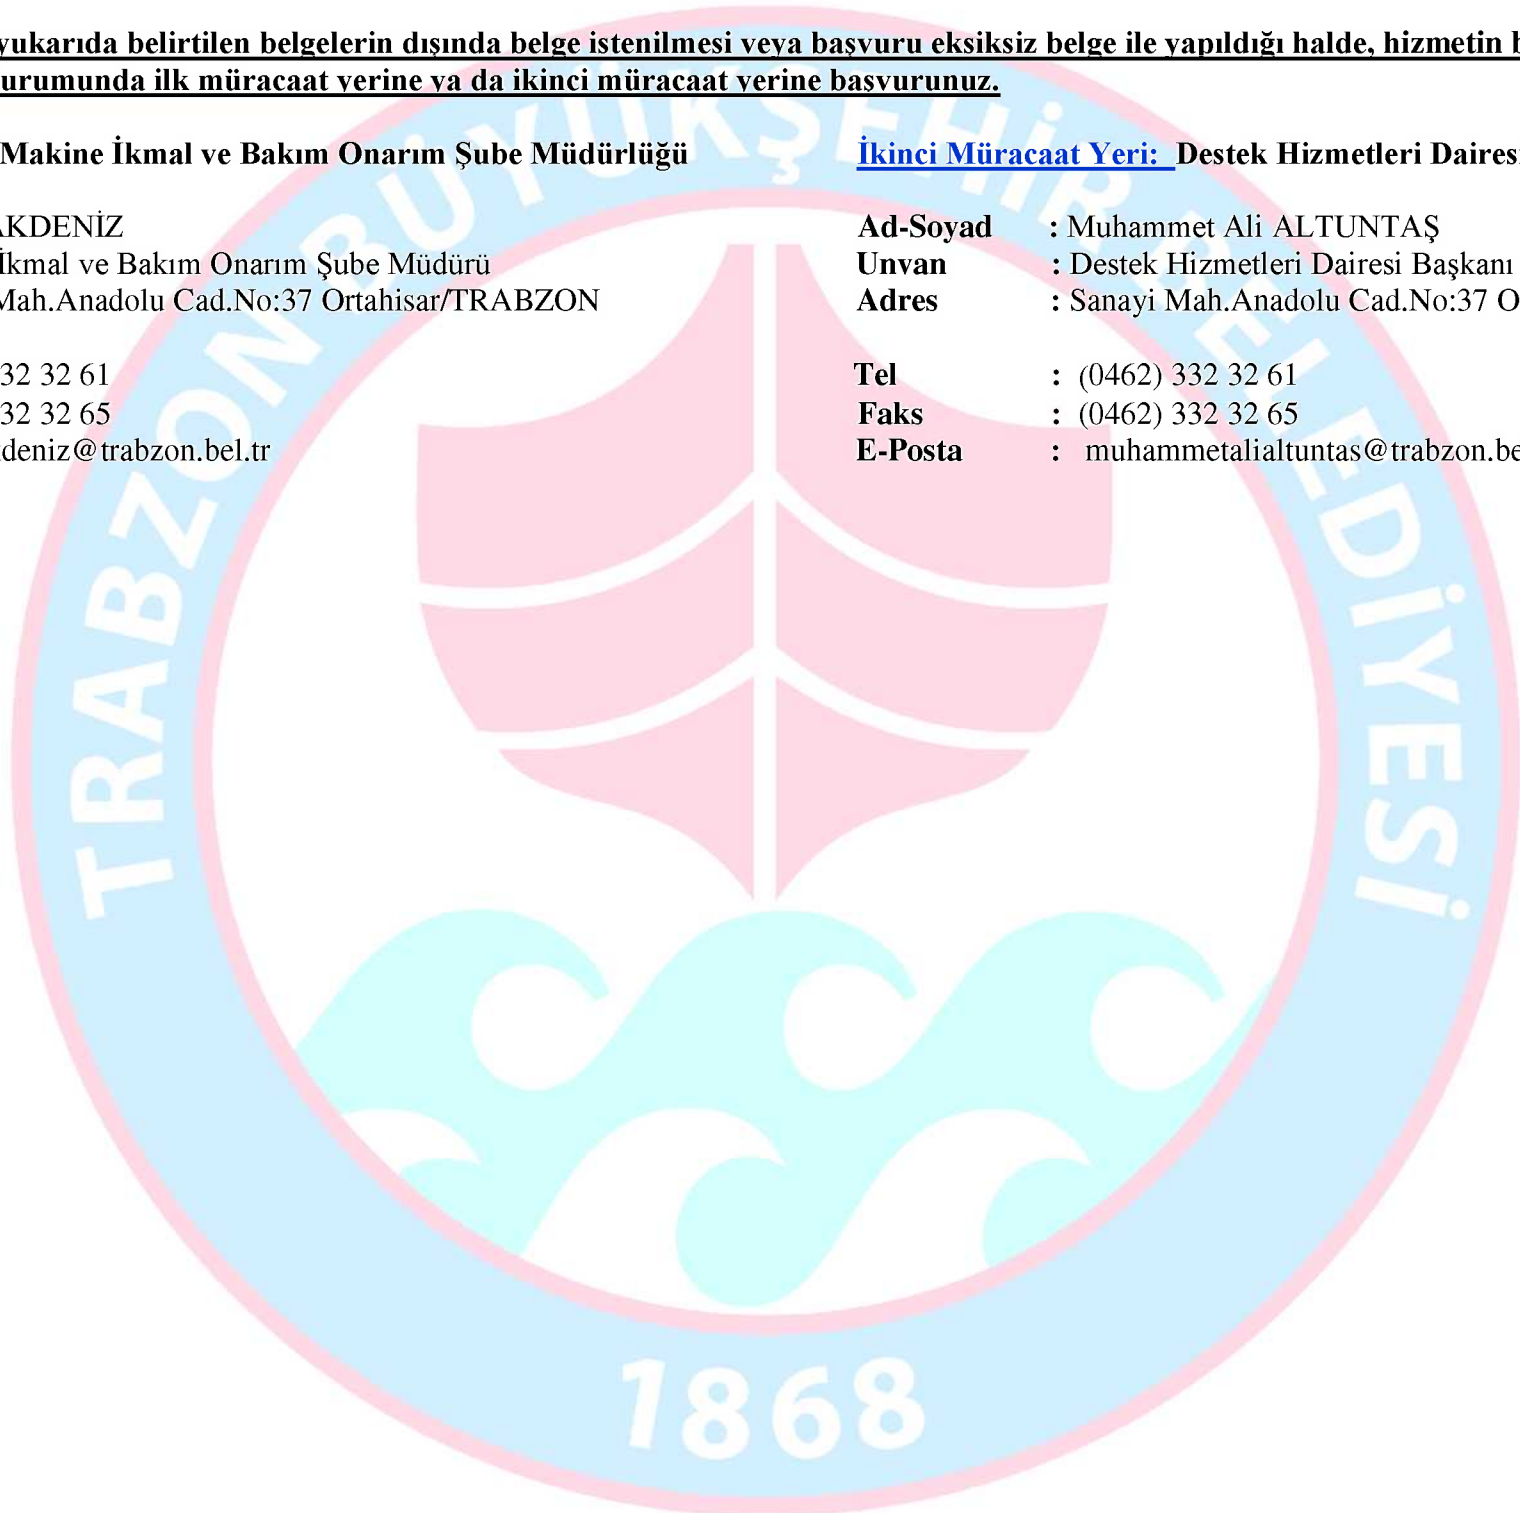 yukarıda belirtilen belgelerin dışında belge istenilmesi veya başvuru eksiksiz belge ile yapıldığı halde, hizmetin b
urumunda ilk müracaat yerine ya da ikinci müracaat yerine başvurunuz.
Makine İkmal ve Bakım Onarım Şube Müdürlüğü
AKDENİZ
İkmal ve Bakım Onarım Şube Müdürü
Mah.Anadolu Cad.No:37 Ortahisar/TRABZON
32 32 61
32 32 65
deniz@trabzon.bel.tr
İkinci Müracaat Yeri: Destek Hizmetleri Dairesi
Ad-Soyad : Muhammet Ali ALTUNTAŞ
Unvan : Destek Hizmetleri Dairesi Başkanı
Adres : Sanayi Mah.Anadolu Cad.No:37 O
Tel : (0462) 332 32 61
Faks : (0462) 332 32 65
E-Posta : muhammetalialtuntas@trabzon.be
TRABZON BÜYÜKŞEHİR BELEDİYESİ
1868